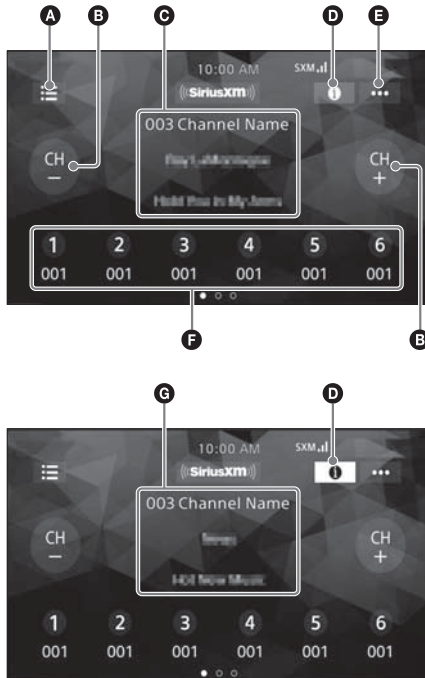 A B C D E
10:00 AM SXM
((SiriusXM)) i •••
003 Channel Name
CH − CH +
1 2 3 4 5 6
001 001 001 001 001 001
F B
G D
10:00 AM SXM
((SiriusXM)) i •••
003 Channel Name
CH − CH +
1 2 3 4 5 6
001 001 001 001 001 001